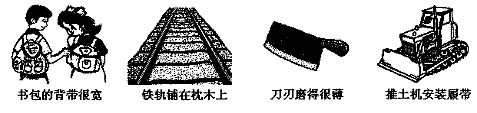 书包的背带很宽
铁轨铺在枕木上
刀刃磨得很薄
推土机安装履带